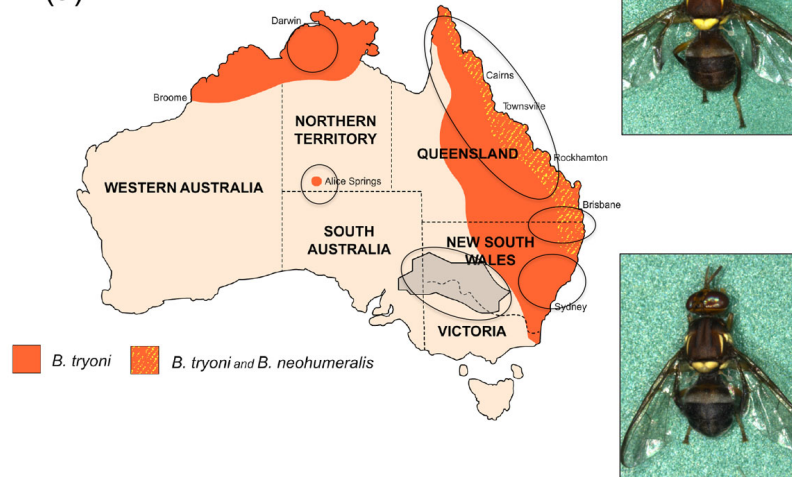 Darwin
Broome
Cairns
NORTHERN
TERRITORY
Townsville
QUEENSLAND
Rockhamton
WESTERN AUSTRALIA
Alice Springs
Brisbane
SOUTH
AUSTRALIA
NEW SOUTH
WALES
Sydney
VICTORIA
B. tryoni
B. tryoni and B. neohumeralis